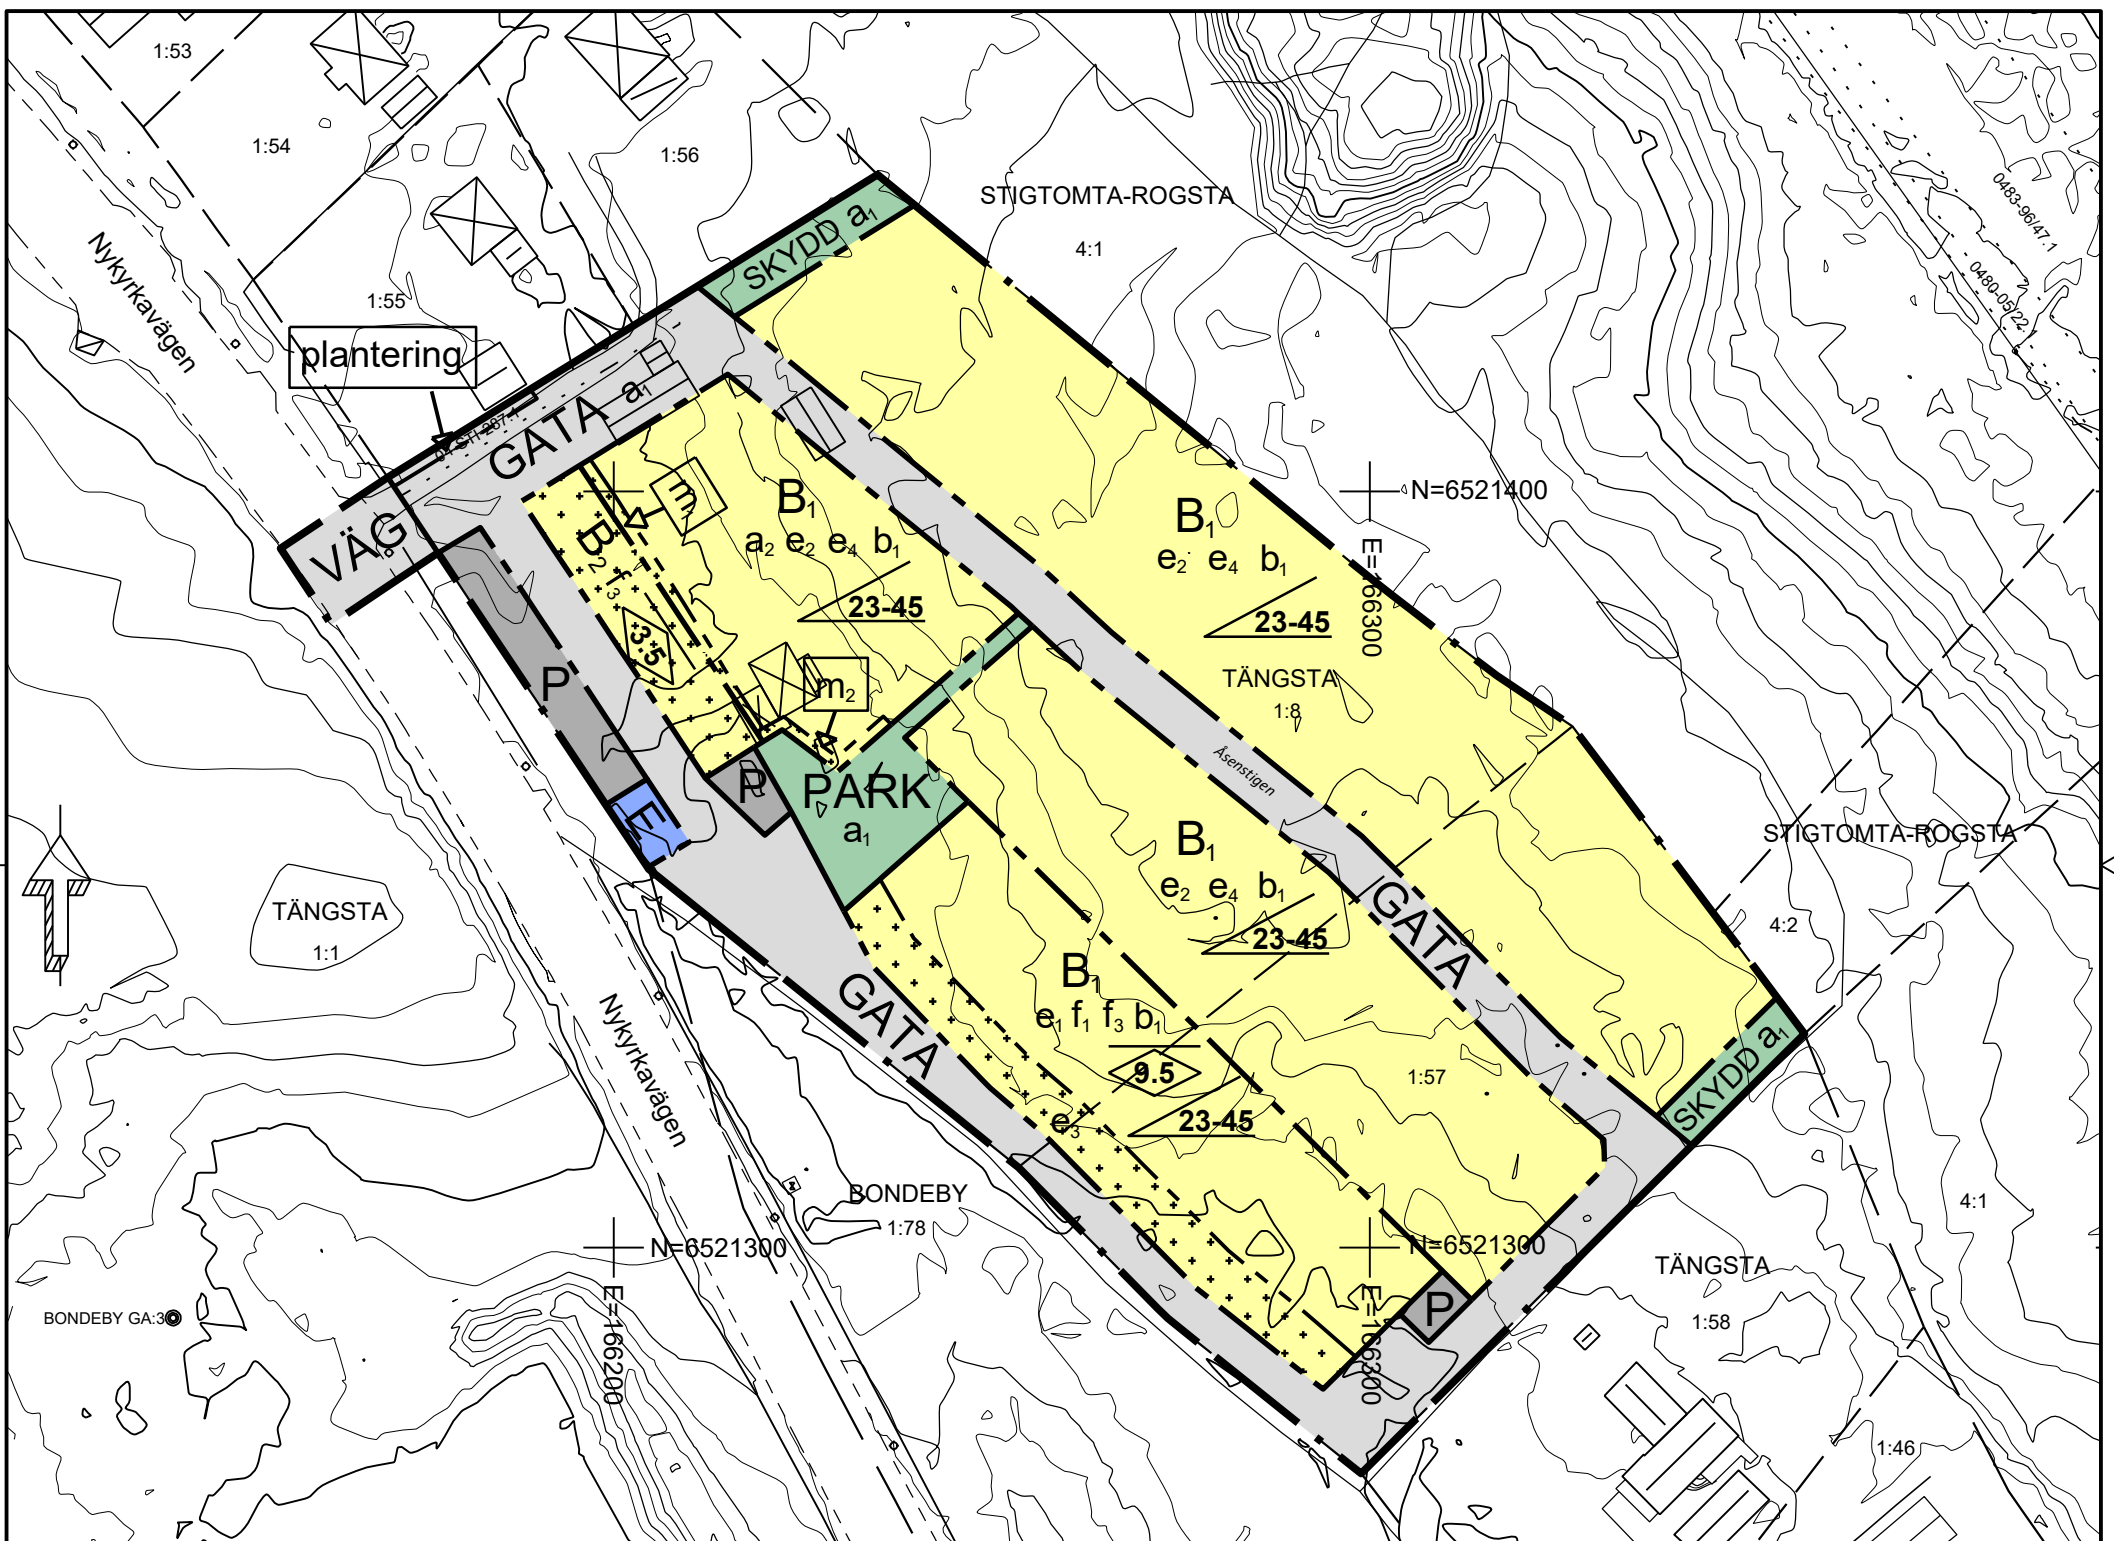 1:53
1:54
1:56
STIGTOMTA-ROGSTA
4:1
0483-96/47.1
0480-05/22.1
Nykyrkavägen
1:55
plantering
SKYDD a₁
GATA a₁
VÄG
m
B₁
a₂ e₂ e₄ b₁
23-45
B₂ f₃
3.5
B₁
e₂ e₄ b₁
23-45
N=6521400
E=166300
TÄNGSTA
1:8
Åsenstigen
P
m₂
P
PARK
a₁
E
B₁
e₂ e₄ b₁
23-45
GATA
STIGTOMTA-ROGSTA
4:2
TÄNGSTA
1:1
B₁
e₁ f₁ f₃ b₁
9.5
23-45
e₃
1:57
GATA
SKYDD a₁
Nykyrkavägen
BONDEBY
1:78
4:1
N=6521300
E=166200
N=6521300
E=166300
P
TÄNGSTA
1:58
BONDEBY GA:3
1:46